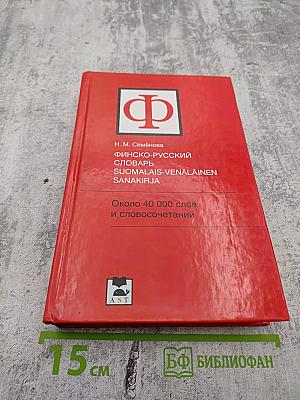 Ф
Н. М. Семёнова
ФИНСКО-РУССКИЙ
СЛОВАРЬ
SUOMALAIS-VENÄLÄINEN
SANAKIRJA
Около 40 000 слов
и словосочетаний
AST
15 см
БФ БИБЛИОФАН